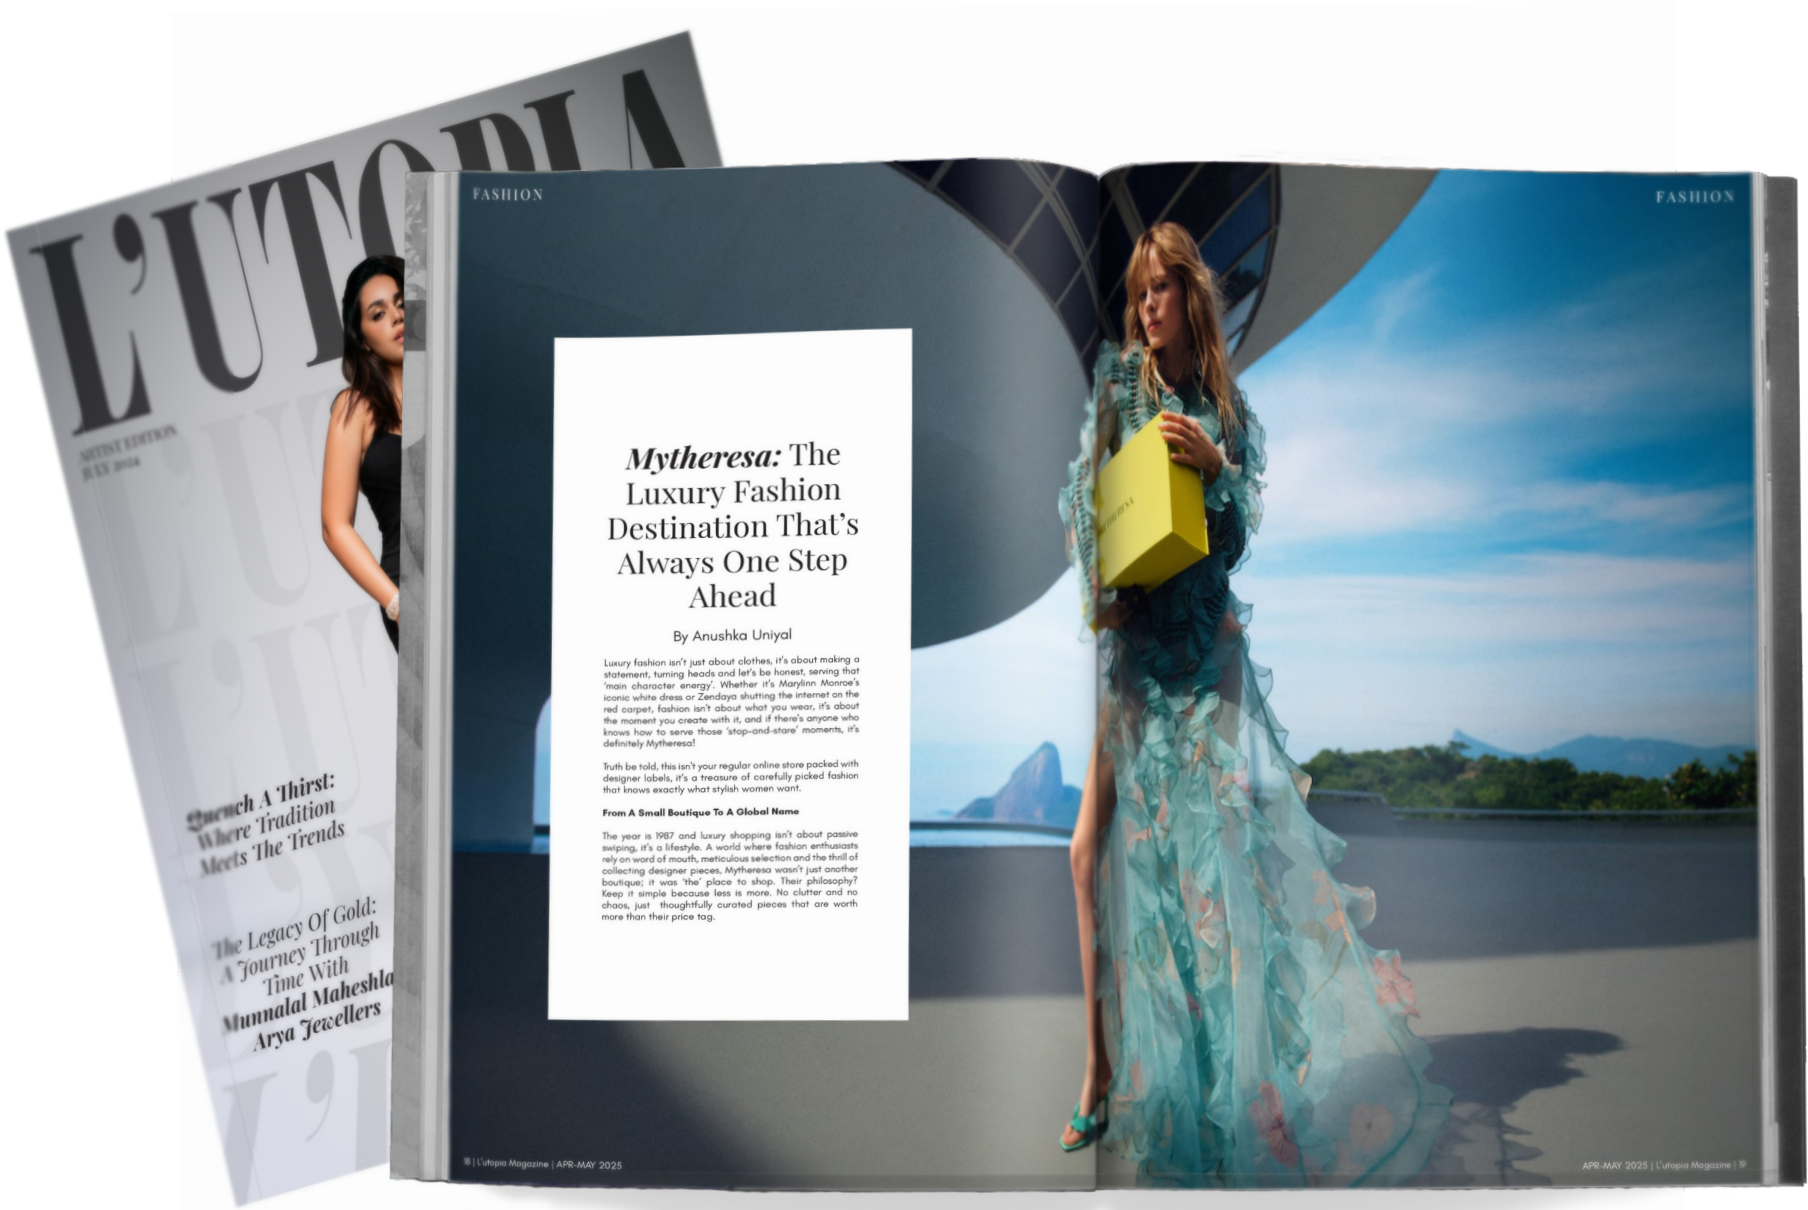 L'UTOPIA
ARTIST EDITION
JULY 2024
Quench A Thirst:
Where Tradition
Meets The Trends
The Legacy Of Gold:
A Journey Through
Time With
Munnalal Maheshla
Arya Jewellers
FASHION
Mytheresa: The
Luxury Fashion
Destination That's
Always One Step
Ahead
By Anushka Uniyal
Luxury fashion isn't just about clothes, it's about making a
statement, turning heads and let's be honest, serving that
'main character energy'. Whether it's Marylinn Monroe's
iconic white dress or Zendaya shutting the internet on the
red carpet, fashion isn't about what you wear, it's about
the moment you create with it, and if there's anyone who
knows how to serve those 'stop-and-stare' moments, it's
definitely Mytheresa!
Truth be told, this isn't your regular online store packed with
designer labels, it's a treasure of carefully picked fashion
that knows exactly what stylish women want.
From A Small Boutique To A Global Name
The year is 1987 and luxury shopping isn't about passive
swiping, it's a lifestyle. A world where fashion enthusiasts
rely on word of mouth, meticulous selection and the thrill of
collecting designer pieces, Mytheresa wasn't just another
boutique; it was 'the' place to shop. Their philosophy?
Keep it simple because less is more. No clutter and no
chaos, just thoughtfully curated pieces that are worth
more than their price tag.
18 | L'utopia Magazine | APR-MAY 2025
FASHION
APR-MAY 2025 | L'utopia Magazine | 19